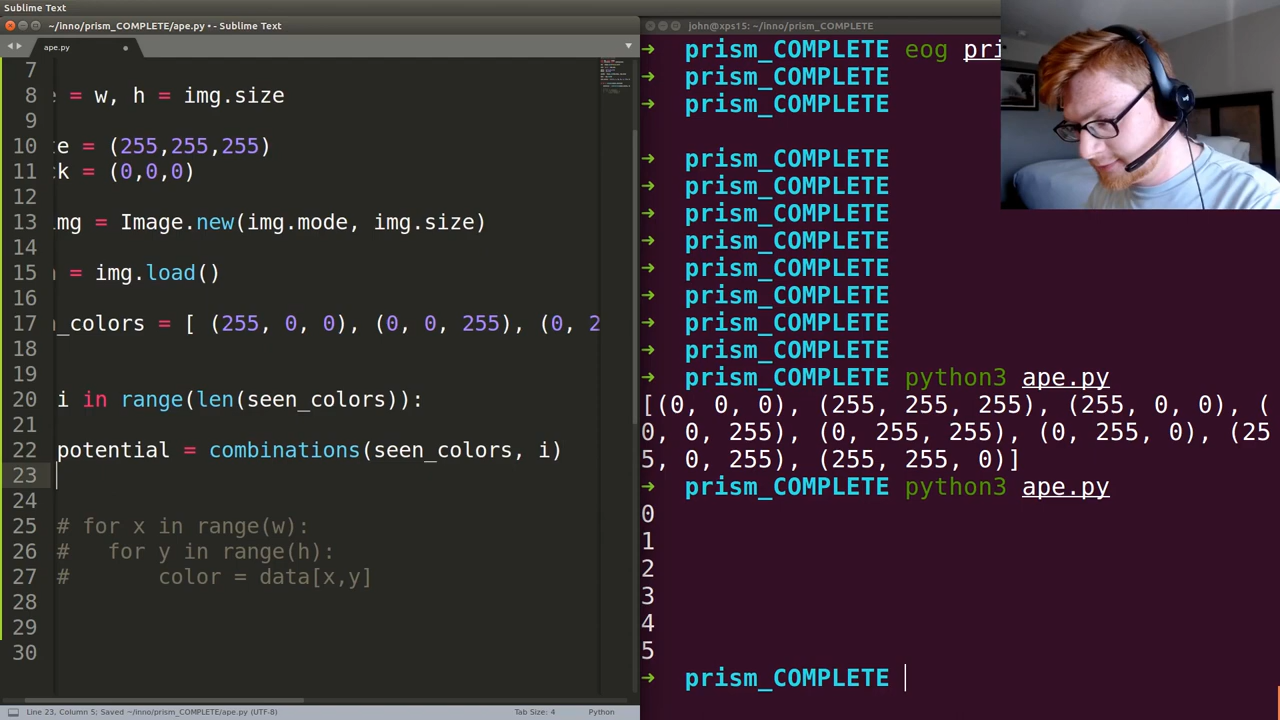 Sublime Text
~/inno/prism_COMPLETE/ape.py • - Sublime Text
ape.py
7
8 = w, h = img.size
9
10 e = (255,255,255)
11 k = (0,0,0)
12
13 mg = Image.new(img.mode, img.size)
14
15 = img.load()
16
17 _colors = [ (255, 0, 0), (0, 0, 255), (0, 2
18
19
20 i in range(len(seen_colors)):
21
22 potential = combinations(seen_colors, i)
23
24
25 # for x in range(w):
26 # for y in range(h):
27 # color = data[x,y]
28
29
30
Line 23, Column 5; Saved ~/inno/prism_COMPLETE/ape.py (UTF-8)
Tab Size: 4
Python
john@xps15: ~/inno/prism_COMPLETE
→ prism_COMPLETE eog pri
→ prism_COMPLETE
→ prism_COMPLETE
→ prism_COMPLETE
→ prism_COMPLETE
→ prism_COMPLETE
→ prism_COMPLETE
→ prism_COMPLETE
→ prism_COMPLETE
→ prism_COMPLETE
→ prism_COMPLETE
→ prism_COMPLETE python3 ape.py
[(0, 0, 0), (255, 255, 255), (255, 0, 0), (
0, 0, 255), (0, 255, 255), (0, 255, 0), (25
5, 0, 255), (255, 255, 0)]
→ prism_COMPLETE python3 ape.py
0
1
2
3
4
5
→ prism_COMPLETE